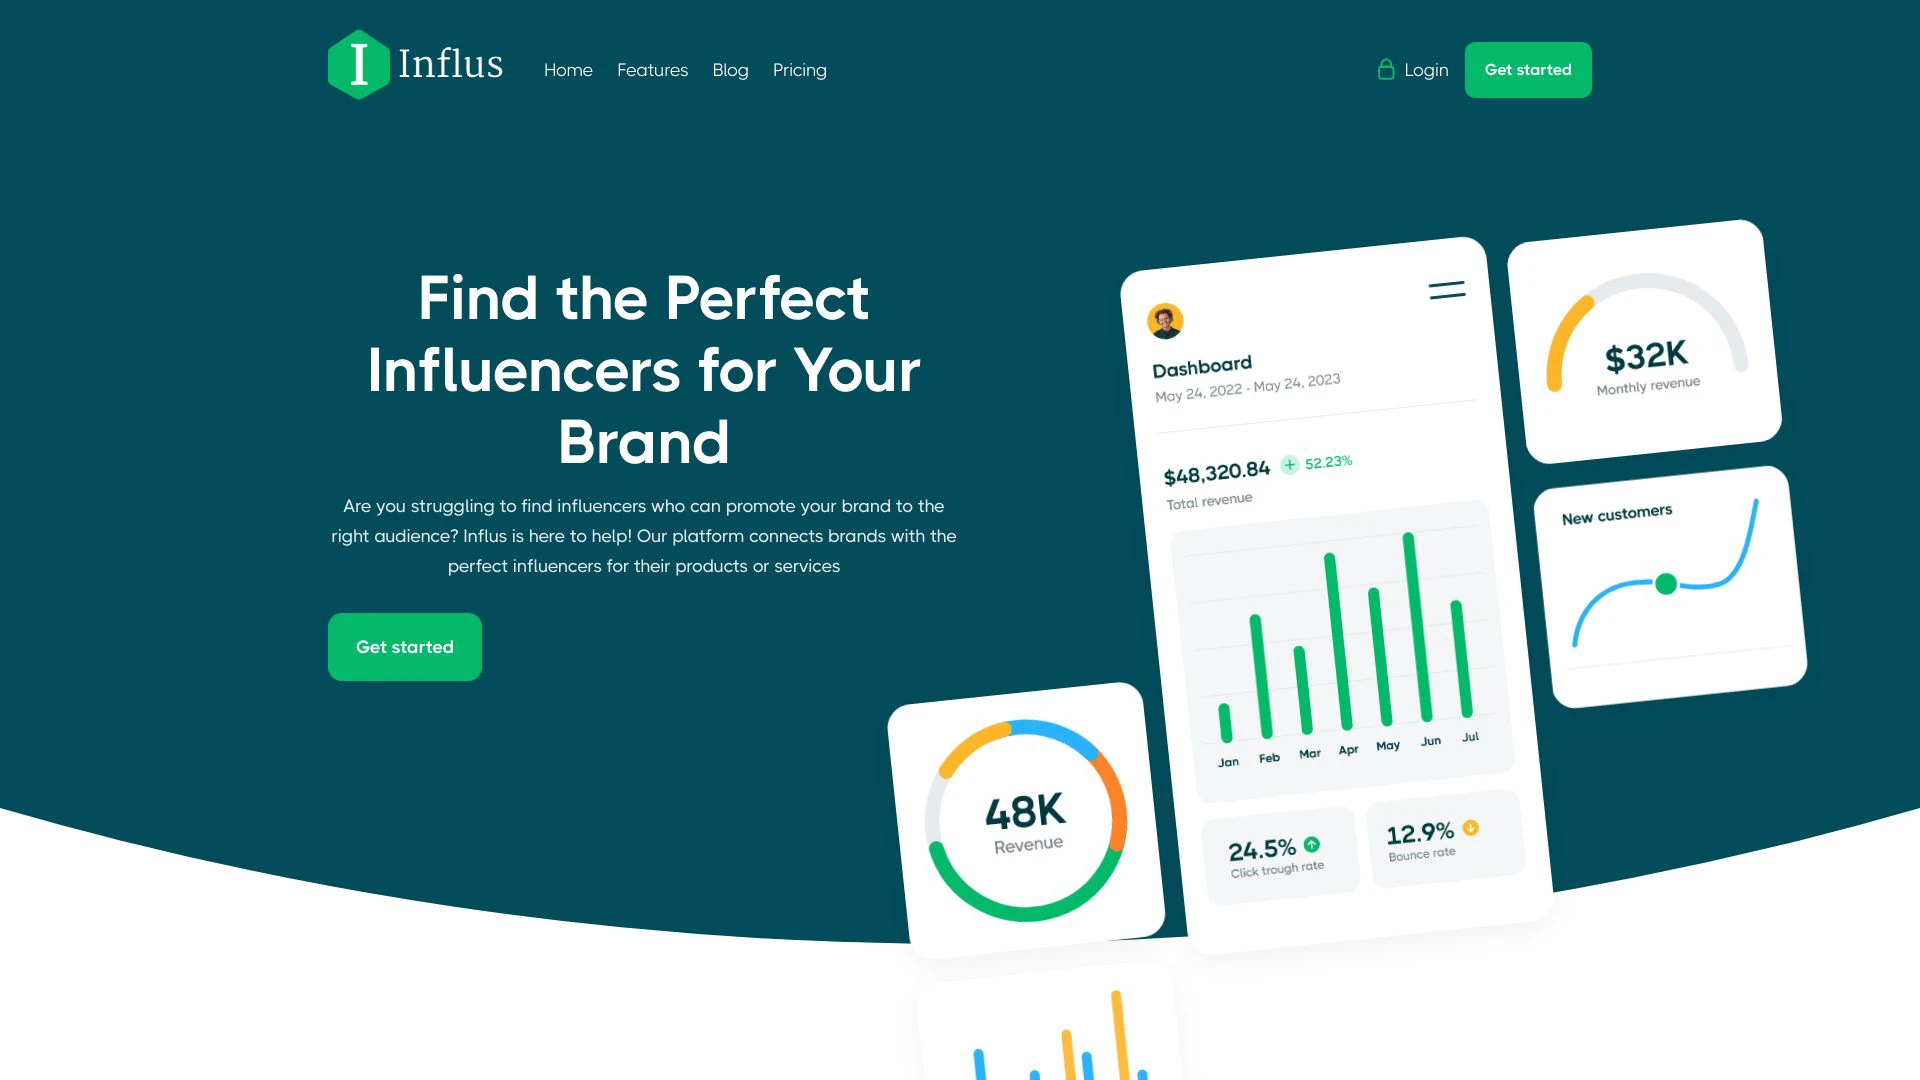 I Influs
Home Features Blog Pricing
Login
Get started
Find the Perfect
Influencers for Your
Brand
Are you struggling to find influencers who can promote your brand to the
right audience? Influs is here to help! Our platform connects brands with the
perfect influencers for their products or services
Get started
Dashboard
May 24, 2022 - May 24, 2023
$48,320.84 + 52.23%
Total revenue
Jan Feb Mar Apr May Jun Jul
24.5%
Click trough rate
12.9%
Bounce rate
$32K
Monthly revenue
New customers
48K
Revenue